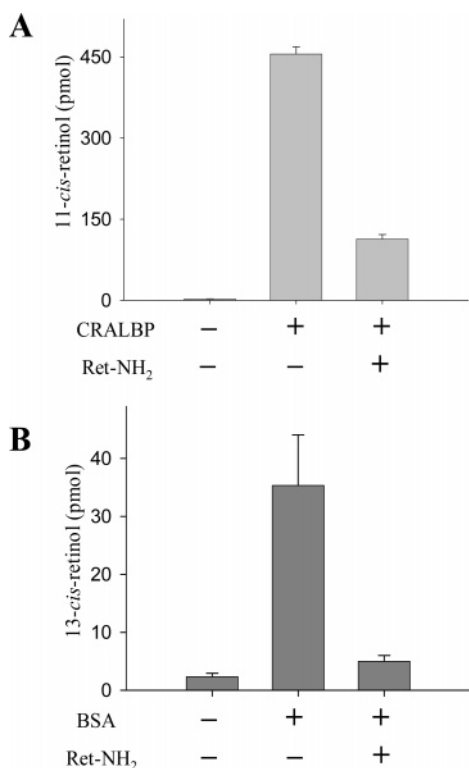 A
11-cis-retinol (pmol)
450
300
150
0
CRALBP − + +
Ret-NH₂ − − +
B
13-cis-retinol (pmol)
40
30
20
10
0
BSA − + +
Ret-NH₂ − − +